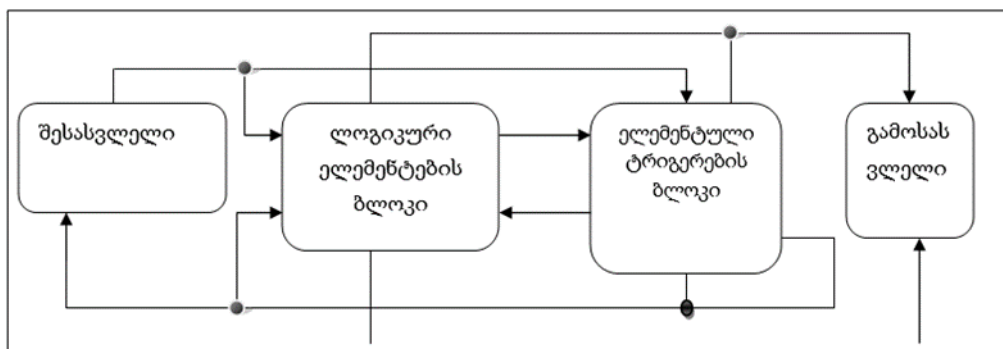 შესასვლელი
ლოგიკური
ელემენტების
ბლოკი
ელემენტული
ტრიგერების
ბლოკი
გამოსას
ვლელი